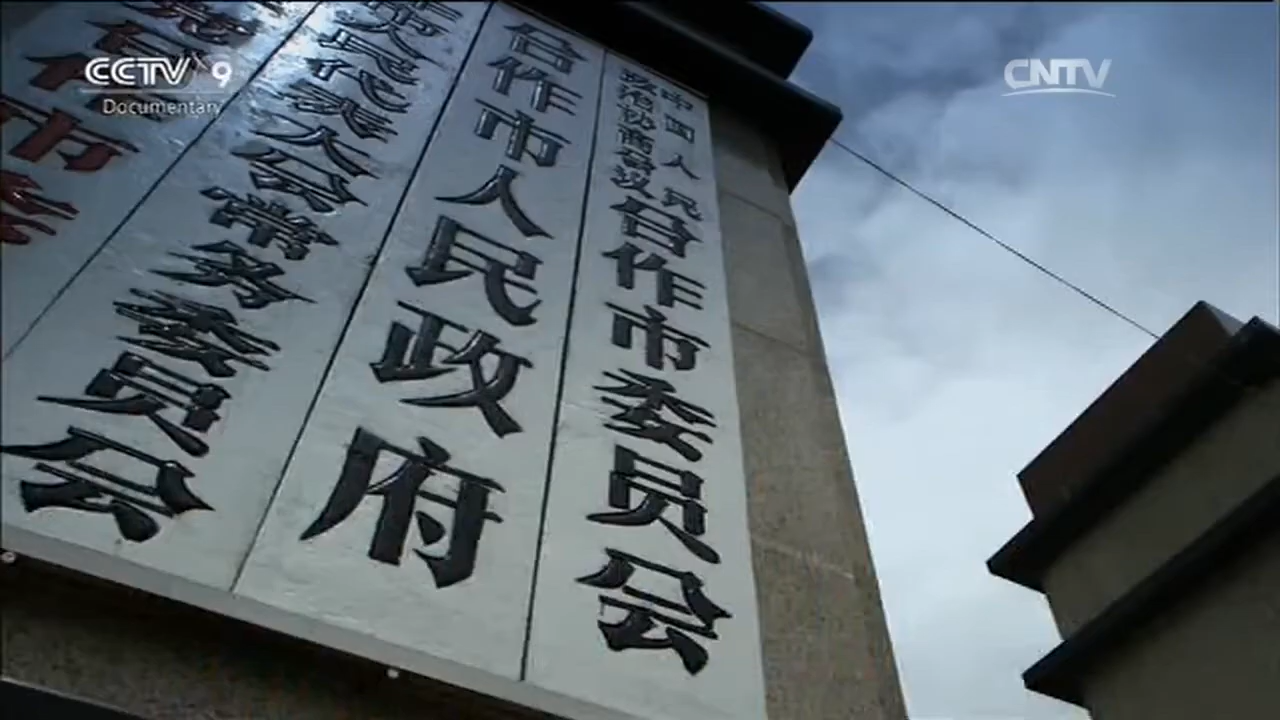 CCTV 9
Documentary
CNTV
中国人民
政治协商会议
合作市委员会
合作市人民政府
人民代表大会常务委员会
市委